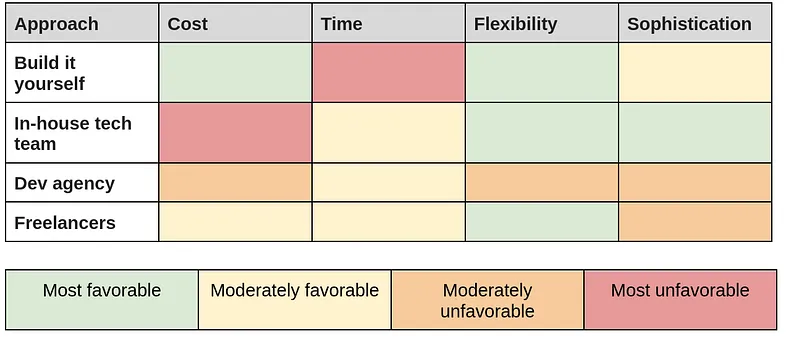 Approach Cost Time Flexibility Sophistication
Build it
yourself
In-house tech
team
Dev agency
Freelancers
Most favorable Moderately favorable Moderately Most unfavorable
unfavorable